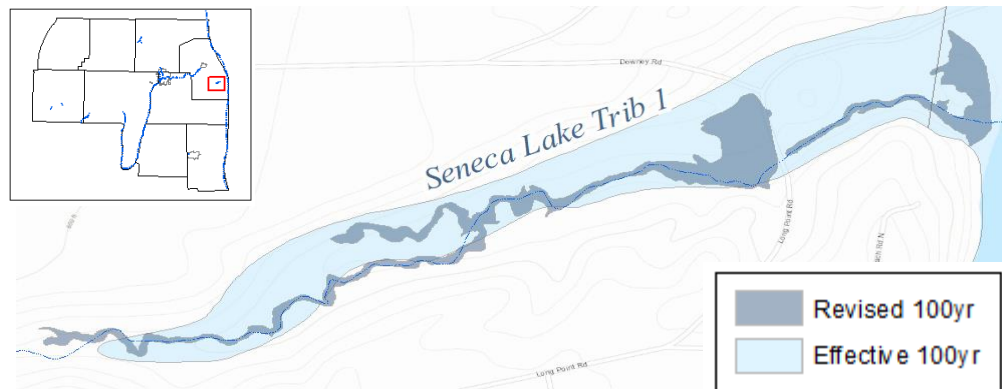 Downey Rd
Seneca Lake Trib 1
Long Point Rd
Long Point Rd
Revised 100yr
Effective 100yr